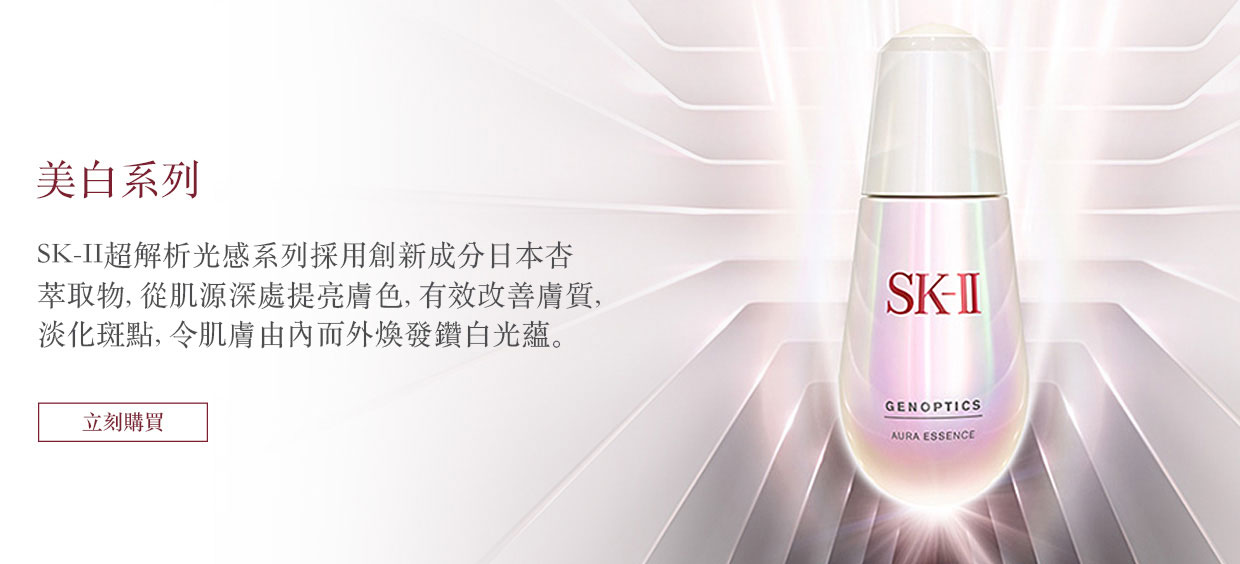 美白系列
SK-II超解析光感系列採用創新成分日本杏
萃取物, 從肌源深處提亮膚色, 有效改善膚質,
淡化斑點, 令肌膚由內而外煥發鑽白光蘊。
立刻購買
SK-II
GENOPTICS
AURA ESSENCE